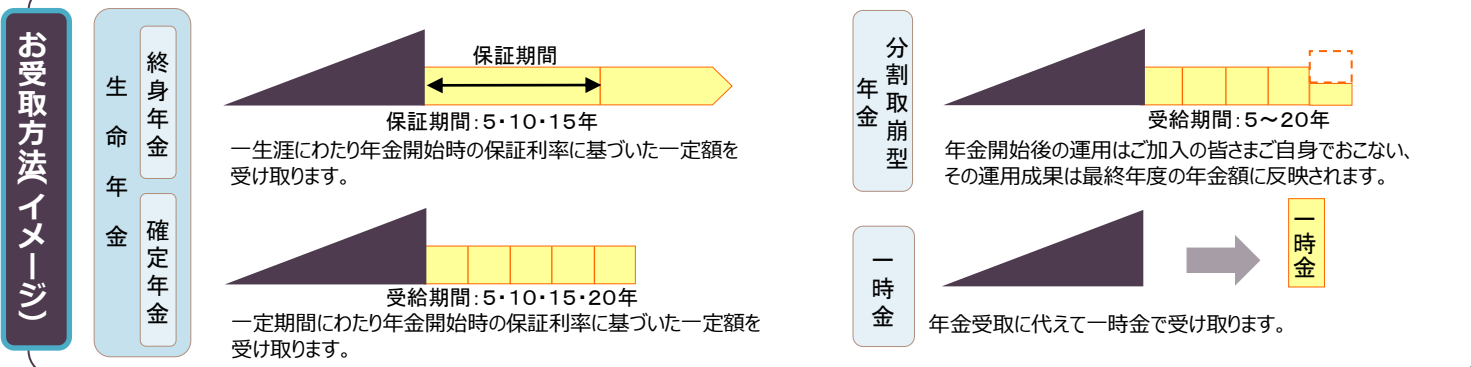 お受取方法(イメージ)
生命年金
終身年金
保証期間
保証期間：5・10・15年
一生涯にわたり年金開始時の保証利率に基づいた一定額を
受け取ります。
確定年金
受給期間：5・10・15・20年
一定期間にわたり年金開始時の保証利率に基づいた一定額を
受け取ります。
分割取崩型
年金
受給期間：5～20年
年金開始後の運用はご加入の皆さまご自身でおこない、
その運用成果は最終年度の年金額に反映されます。
一時金
一時金
年金受取に代えて一時金で受け取ります。